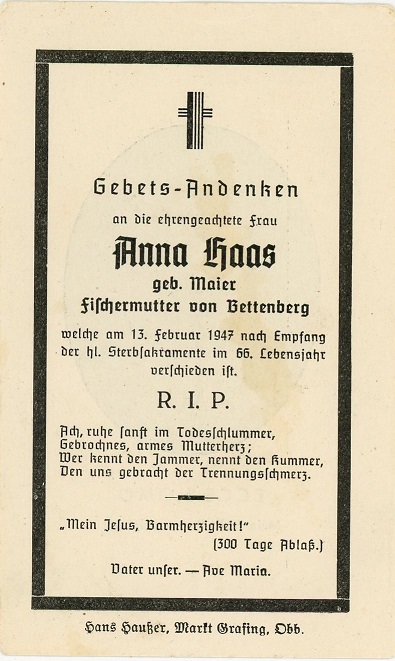 Gebets-Andenken
an die ehrengeachtete Frau
Anna Haas
geb. Maier
Fischermutter von Bettenberg
welche am 13. Februar 1947 nach Empfang
der hl. Sterbsakramente im 66. Lebensjahr
verschieden ist.
R. I. P.
Ach, ruhe sanft im Todesschlummer,
Gebrochnes, armes Mutterherz;
Wer kennt den Jammer, nennt den Kummer,
Den uns gebracht der Trennungsschmerz.
„Mein Jesus, Barmherzigkeit!“
(300 Tage Ablaß.)
Vater unser. — Ave Maria.
Hans Haußer, Markt Grafing, Obb.